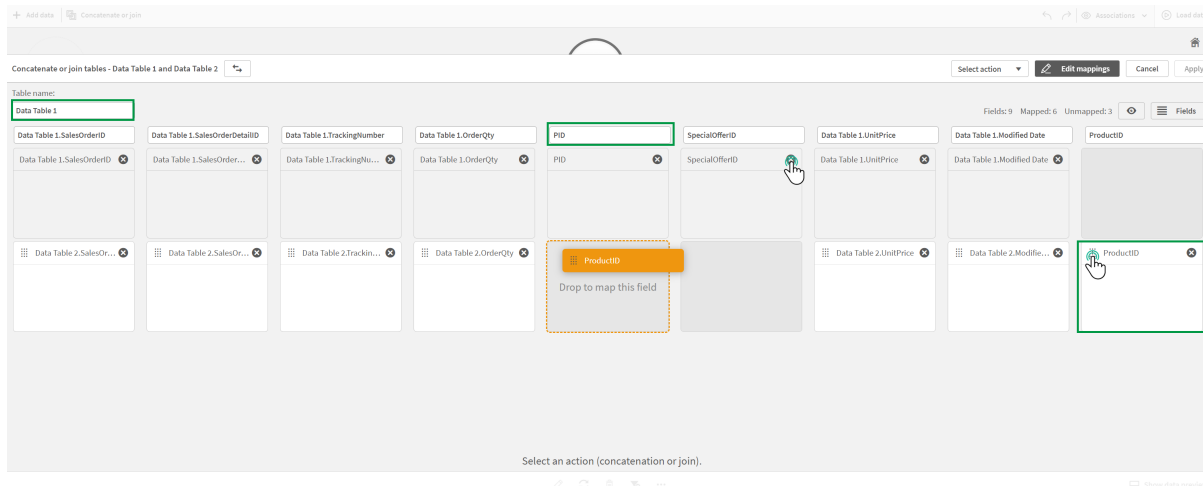 + Add data Concatenate or join Associations Load dat
Concatenate or join tables - Data Table 1 and Data Table 2 Select action Edit mappings Cancel Apply
Table name:
Data Table 1 Fields: 9 Mapped: 6 Unmapped: 3 Fields
Data Table 1.SalesOrderID Data Table 1.SalesOrderDetailID Data Table 1.TrackingNumber Data Table 1.OrderQty PID SpecialOfferID Data Table 1.UnitPrice Data Table 1.Modified Date ProductID
Data Table 1.SalesOrderID Data Table 1.SalesOrder... Data Table 1.TrackingNu... Data Table 1.OrderQty PID SpecialOfferID Data Table 1.UnitPrice Data Table 1.Modified Date
Data Table 2.SalesOr... Data Table 2.SalesOr... Data Table 2.Trackin... Data Table 2.OrderQty Data Table 2.UnitPrice Data Table 2.Modifie... ProductID
ProductID
Drop to map this field
Select an action (concatenation or join).